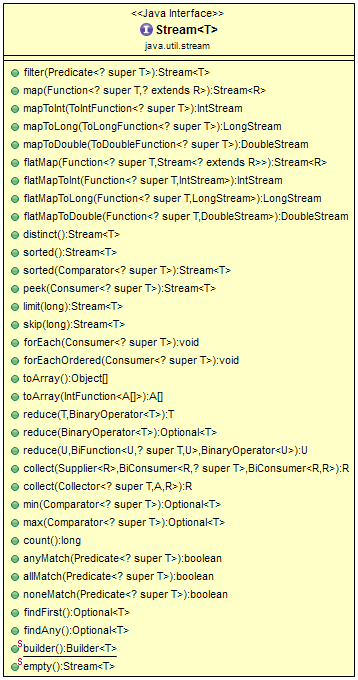 <<Java Interface>>
I Stream<T>
java.util.stream
filter(Predicate<? super T>):Stream<T>
map(Function<? super T,? extends R>):Stream<R>
mapToInt(ToIntFunction<? super T>):IntStream
mapToLong(ToLongFunction<? super T>):LongStream
mapToDouble(ToDoubleFunction<? super T>):DoubleStream
flatMap(Function<? super T,Stream<? extends R>>):Stream<R>
flatMapToInt(Function<? super T,IntStream>):IntStream
flatMapToLong(Function<? super T,LongStream>):LongStream
flatMapToDouble(Function<? super T,DoubleStream>):DoubleStream
distinct():Stream<T>
sorted():Stream<T>
sorted(Comparator<? super T>):Stream<T>
peek(Consumer<? super T>):Stream<T>
limit(long):Stream<T>
skip(long):Stream<T>
forEach(Consumer<? super T>):void
forEachOrdered(Consumer<? super T>):void
toArray():Object[]
toArray(IntFunction<A[]>):A[]
reduce(T,BinaryOperator<T>):T
reduce(BinaryOperator<T>):Optional<T>
reduce(U,BiFunction<U,? super T,U>,BinaryOperator<U>):U
collect(Supplier<R>,BiConsumer<R,? super T>,BiConsumer<R,R>):R
collect(Collector<? super T,A,R>):R
min(Comparator<? super T>):Optional<T>
max(Comparator<? super T>):Optional<T>
count():long
anyMatch(Predicate<? super T>):boolean
allMatch(Predicate<? super T>):boolean
noneMatch(Predicate<? super T>):boolean
findFirst():Optional<T>
findAny():Optional<T>
S builder():Builder<T>
S empty():Stream<T>